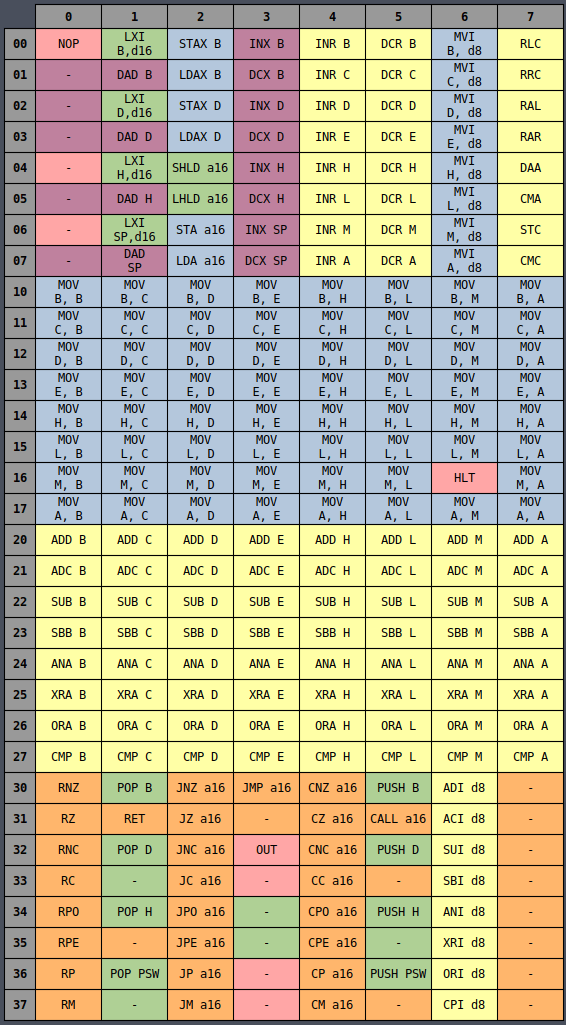 0 1 2 3 4 5 6 7
00 NOP LXI B,d16 STAX B INX B INR B DCR B MVI B, d8 RLC
01 - DAD B LDAX B DCX B INR C DCR C MVI C, d8 RRC
02 - LXI D,d16 STAX D INX D INR D DCR D MVI D, d8 RAL
03 - DAD D LDAX D DCX D INR E DCR E MVI E, d8 RAR
04 - LXI H,d16 SHLD a16 INX H INR H DCR H MVI H, d8 DAA
05 - DAD H LHLD a16 DCX H INR L DCR L MVI L, d8 CMA
06 - LXI SP,d16 STA a16 INX SP INR M DCR M MVI M, d8 STC
07 - DAD SP LDA a16 DCX SP INR A DCR A MVI A, d8 CMC
10 MOV B, B MOV B, C MOV B, D MOV B, E MOV B, H MOV B, L MOV B, M MOV B, A
11 MOV C, B MOV C, C MOV C, D MOV C, E MOV C, H MOV C, L MOV C, M MOV C, A
12 MOV D, B MOV D, C MOV D, D MOV D, E MOV D, H MOV D, L MOV D, M MOV D, A
13 MOV E, B MOV E, C MOV E, D MOV E, E MOV E, H MOV E, L MOV E, M MOV E, A
14 MOV H, B MOV H, C MOV H, D MOV H, E MOV H, H MOV H, L MOV H, M MOV H, A
15 MOV L, B MOV L, C MOV L, D MOV L, E MOV L, H MOV L, L MOV L, M MOV L, A
16 MOV M, B MOV M, C MOV M, D MOV M, E MOV M, H MOV M, L HLT MOV M, A
17 MOV A, B MOV A, C MOV A, D MOV A, E MOV A, H MOV A, L MOV A, M MOV A, A
20 ADD B ADD C ADD D ADD E ADD H ADD L ADD M ADD A
21 ADC B ADC C ADC D ADC E ADC H ADC L ADC M ADC A
22 SUB B SUB C SUB D SUB E SUB H SUB L SUB M SUB A
23 SBB B SBB C SBB D SBB E SBB H SBB L SBB M SBB A
24 ANA B ANA C ANA D ANA E ANA H ANA L ANA M ANA A
25 XRA B XRA C XRA D XRA E XRA H XRA L XRA M XRA A
26 ORA B ORA C ORA D ORA E ORA H ORA L ORA M ORA A
27 CMP B CMP C CMP D CMP E CMP H CMP L CMP M CMP A
30 RNZ POP B JNZ a16 JMP a16 CNZ a16 PUSH B ADI d8 -
31 RZ RET JZ a16 - CZ a16 CALL a16 ACI d8 -
32 RNC POP D JNC a16 OUT CNC a16 PUSH D SUI d8 -
33 RC - JC a16 - CC a16 - SBI d8 -
34 RPO POP H JPO a16 - CPO a16 PUSH H ANI d8 -
35 RPE - JPE a16 - CPE a16 - XRI d8 -
36 RP POP PSW JP a16 - CP a16 PUSH PSW ORI d8 -
37 RM - JM a16 - CM a16 - CPI d8 -